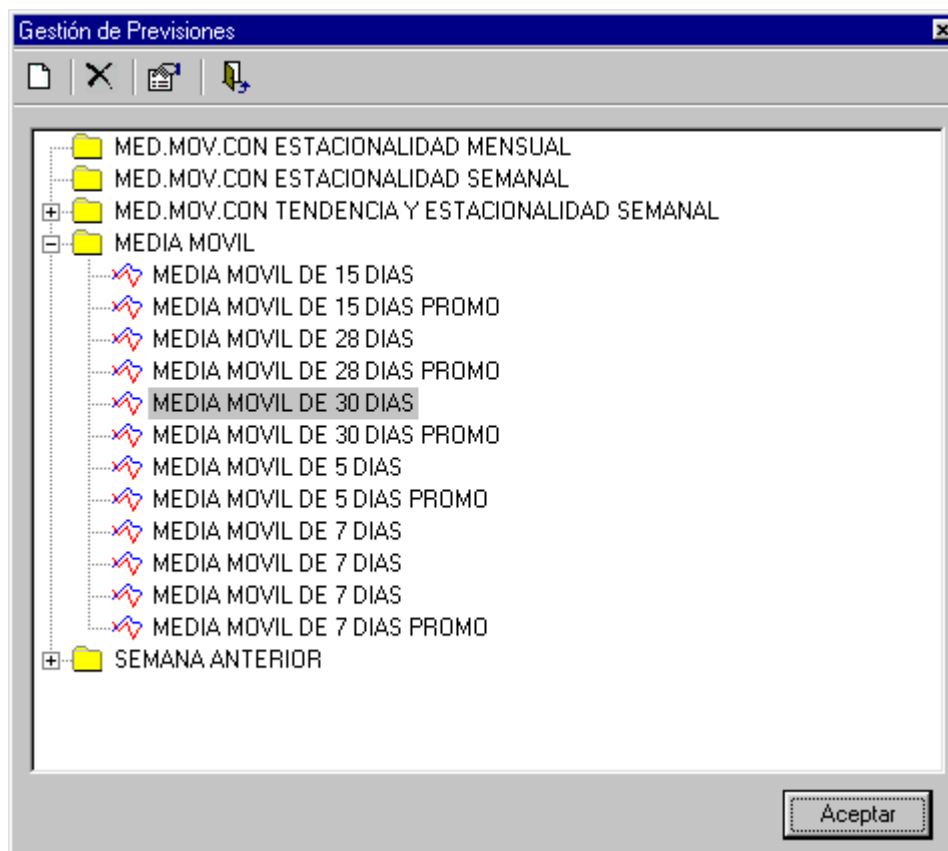 Gestión de Previsiones
MED.MOV.CON ESTACIONALIDAD MENSUAL
MED.MOV.CON ESTACIONALIDAD SEMANAL
MED.MOV.CON TENDENCIA Y ESTACIONALIDAD SEMANAL
MEDIA MOVIL
MEDIA MOVIL DE 15 DIAS
MEDIA MOVIL DE 15 DIAS PROMO
MEDIA MOVIL DE 28 DIAS
MEDIA MOVIL DE 28 DIAS PROMO
MEDIA MOVIL DE 30 DIAS
MEDIA MOVIL DE 30 DIAS PROMO
MEDIA MOVIL DE 5 DIAS
MEDIA MOVIL DE 5 DIAS PROMO
MEDIA MOVIL DE 7 DIAS
MEDIA MOVIL DE 7 DIAS
MEDIA MOVIL DE 7 DIAS
MEDIA MOVIL DE 7 DIAS PROMO
SEMANA ANTERIOR
Aceptar